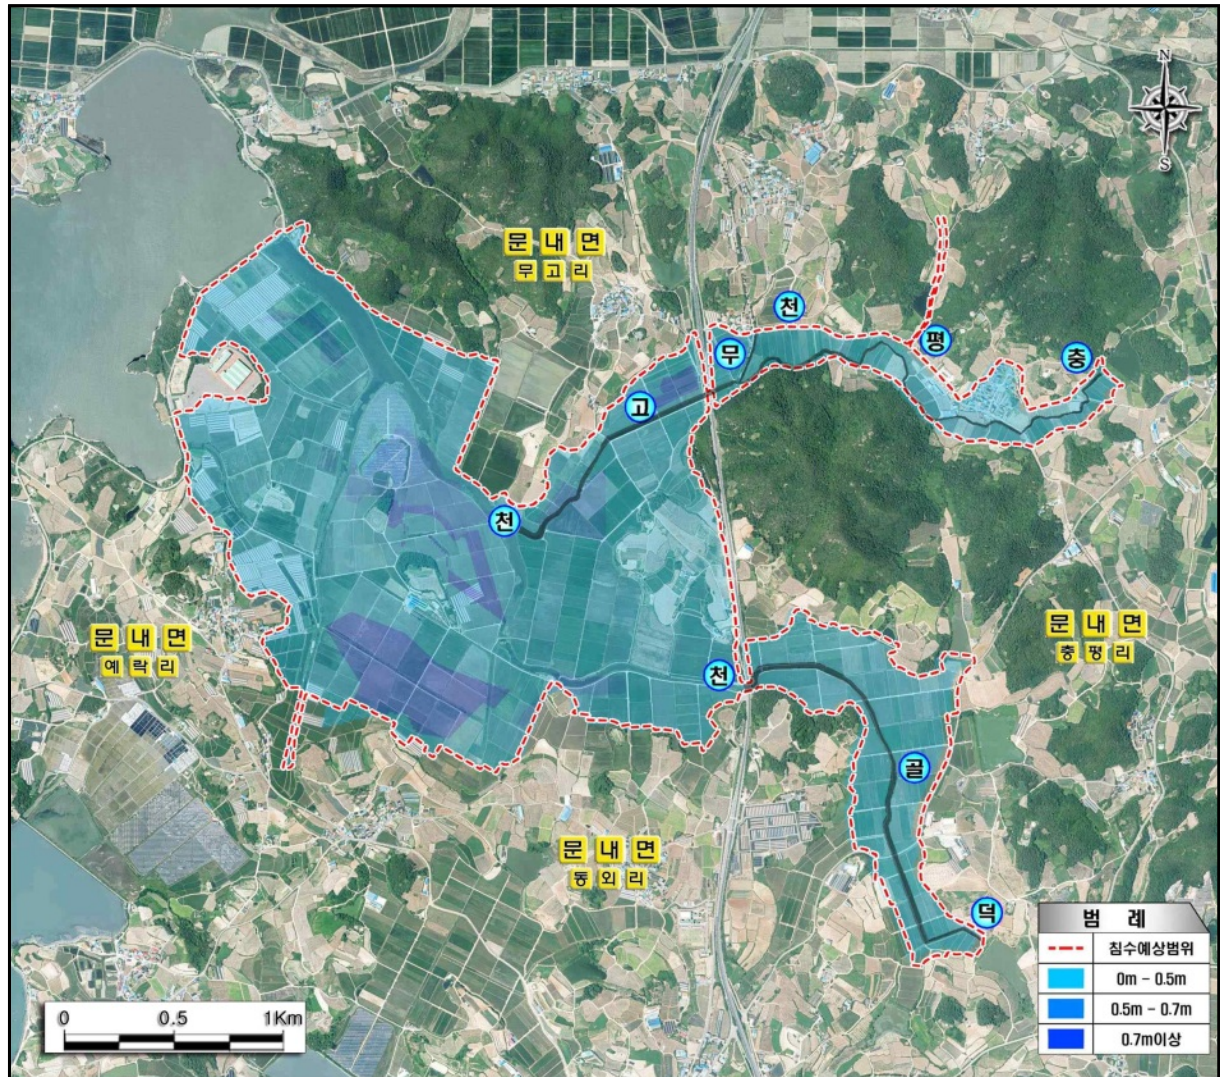 N
S
문내면
무고리
천
무
평
충
고
천
문내면
예락리
문내면
충평리
천
골
문내면
동외리
덕
범 례
침수예상범위
0m - 0.5m
0.5m - 0.7m
0.7m이상
0 0.5 1Km